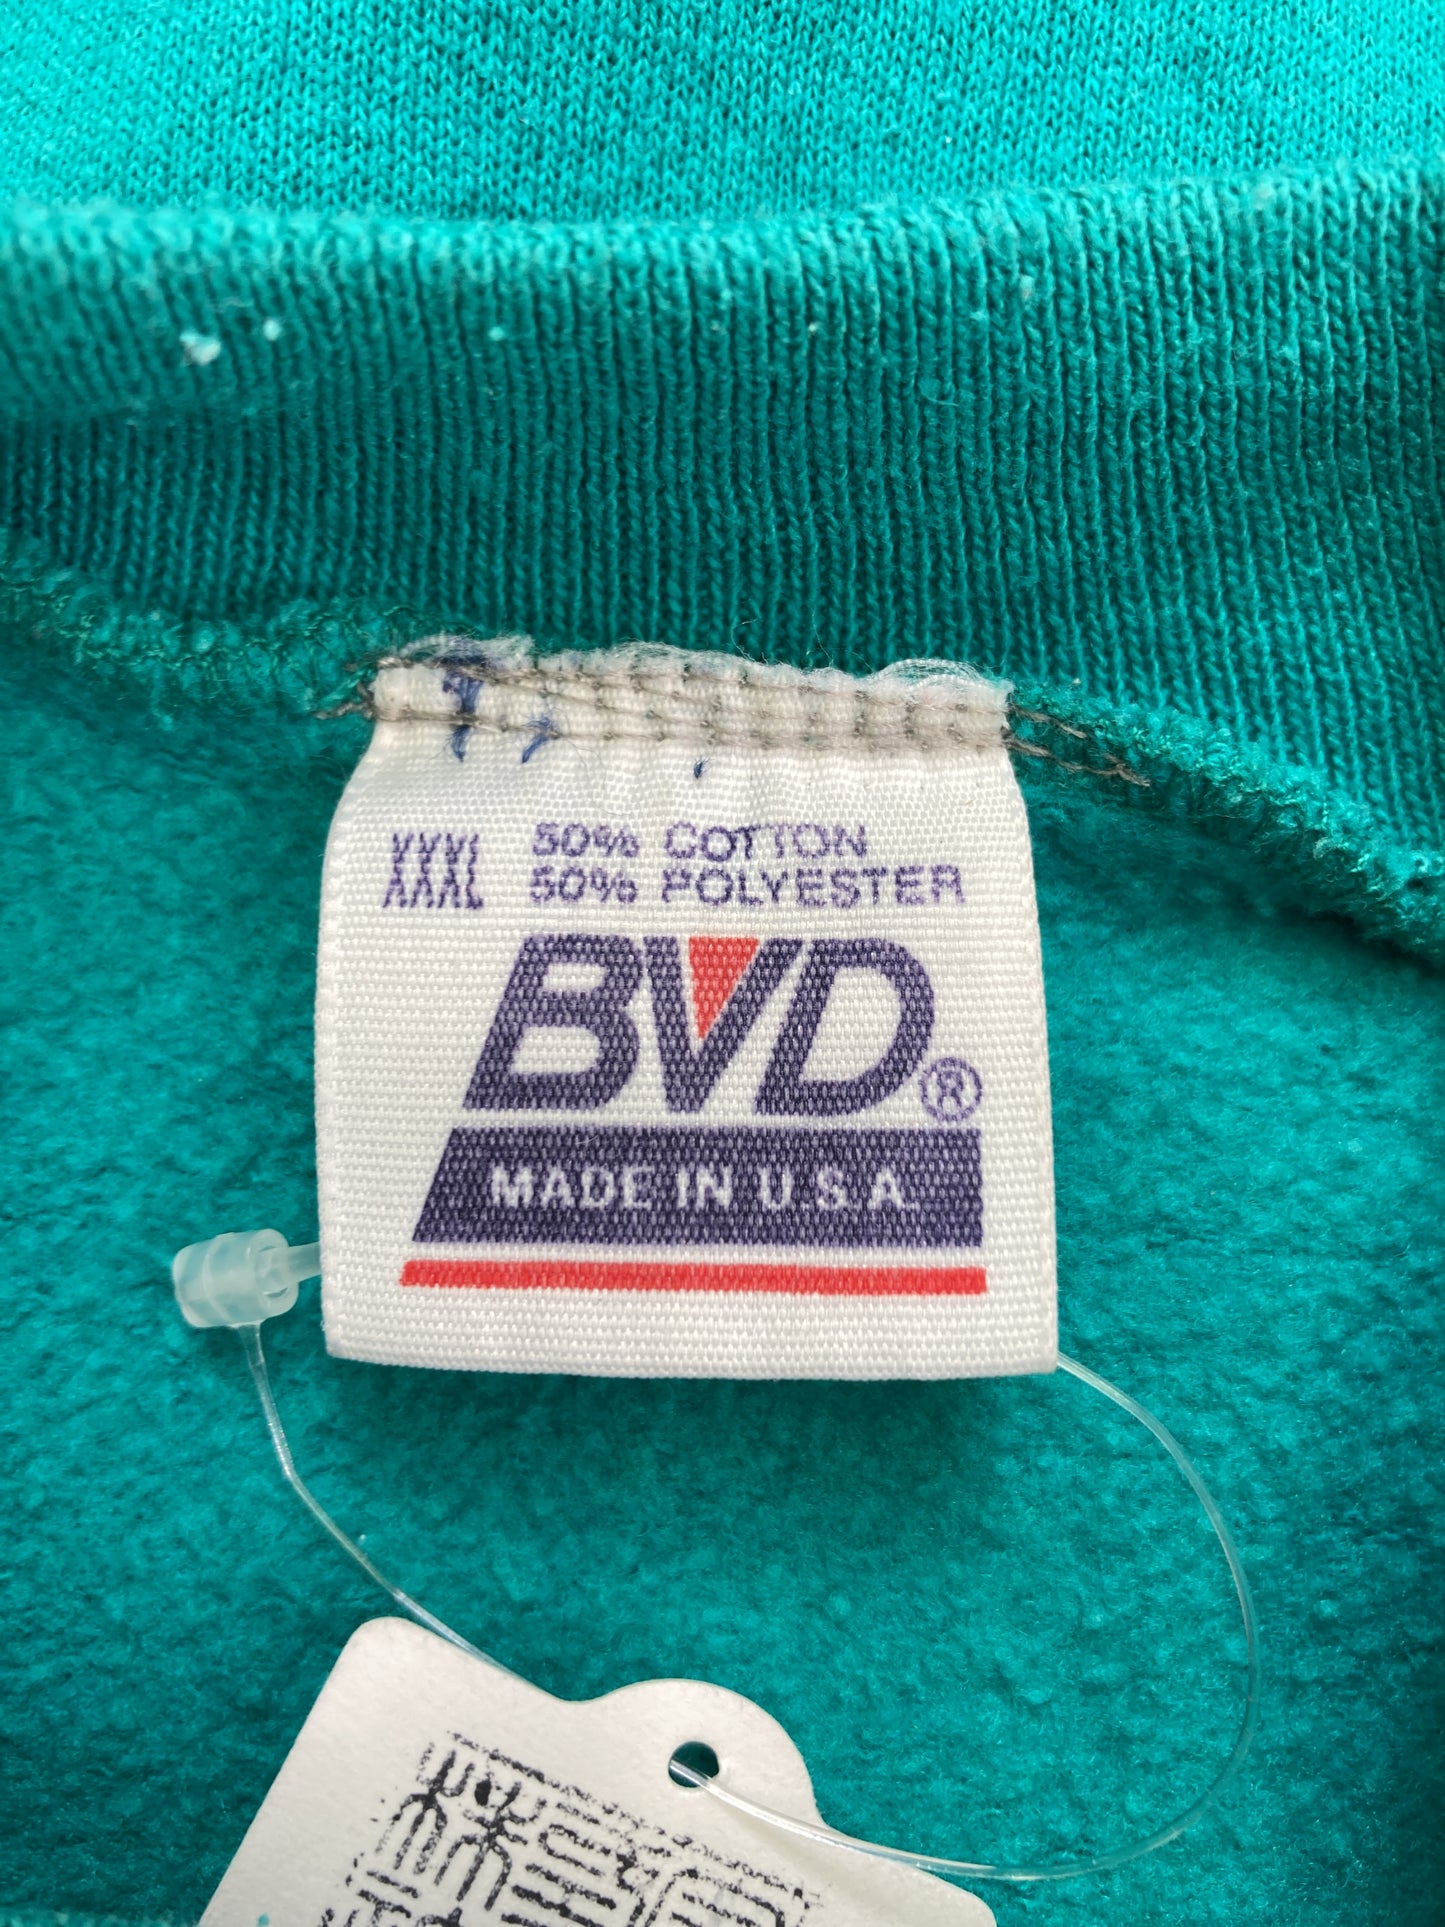 XXXL 50% COTTON
50% POLYESTER
BVD®
MADE IN U.S.A.